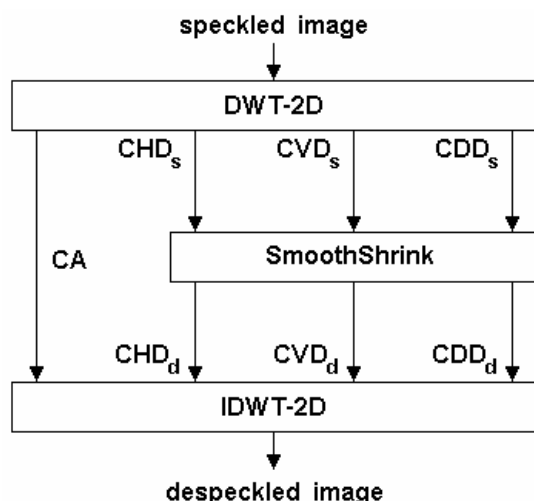 speckled image
DWT-2D
CHDs CVDs CDDs
SmoothShrink
CA
CHDd CVDd CDDd
IDWT-2D
despeckled image